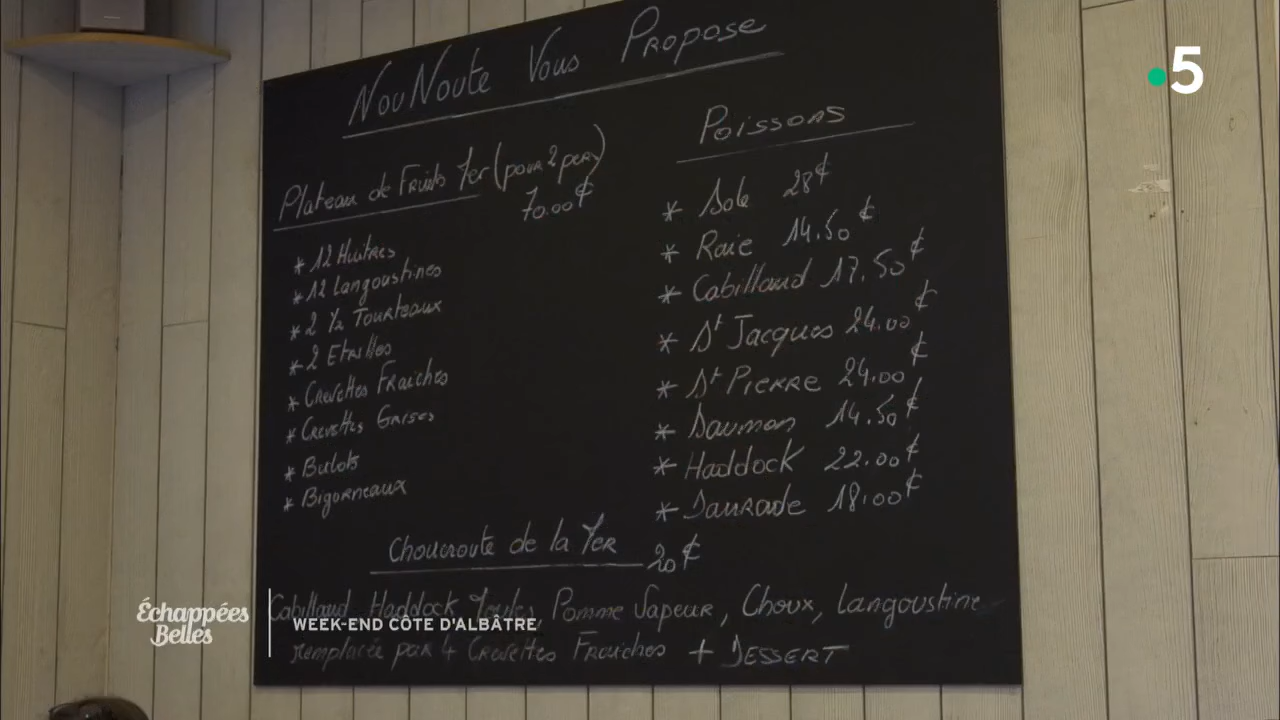 NouNoute Vous Propose
5
Plateau de Fruits Mer (pour 2 per)
70.00€
* 12 Huitres
* 12 Langoustines
* 2 ½ Tourteaux
* 2 Etrilles
* Crevettes Fraiches
* Crevettes Grises
* Bulots
* Bigorneaux
Poissons
* Sole 28€
* Raie 14.50€
* Cabillaud 17.50€
* St Jacques 24.00€
* St Pierre 24.00€
* Saumon 14.50€
* Haddock 22.00€
* Daurade 18.00€
Choucroute de la Mer 20€
Cabillaud Haddock Moules Pomme Vapeur, Choux, Langoustine
remplacée par 4 Crevettes Fraiches + DESSERT
Échappées
Belles
WEEK-END CÔTE D'ALBÂTRE